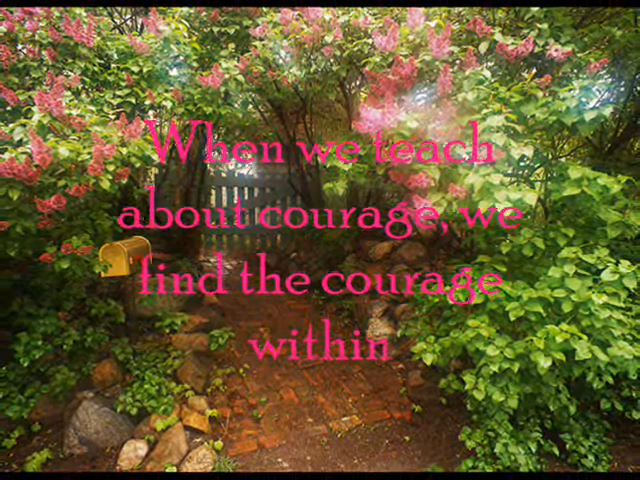 When we teach
about courage, we
find the courage
within